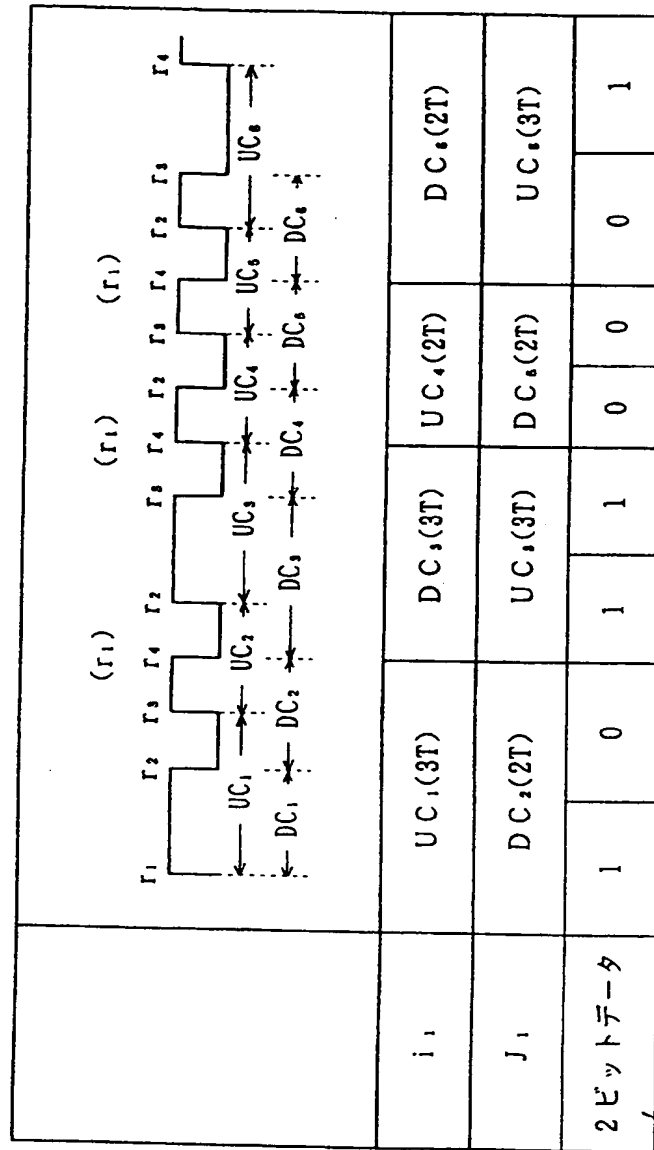 (r₁) (r₁) (r₁)
r₁ r₂ r₃ r₄ r₂ r₃ r₄ r₂ r₃ r₄ r₂ r₃ r₄
UC₁ UC₂ UC₃ UC₄ UC₅ UC₆
DC₁ DC₂ DC₃ DC₄ DC₅ DC₆
i₁ UC₁(3T) DC₃(3T) UC₄(2T) DC₆(2T)
J₁ DC₂(2T) UC₃(3T) DC₅(2T) UC₆(3T)
2ビットデータ 1 0 1 1 0 0 0 1